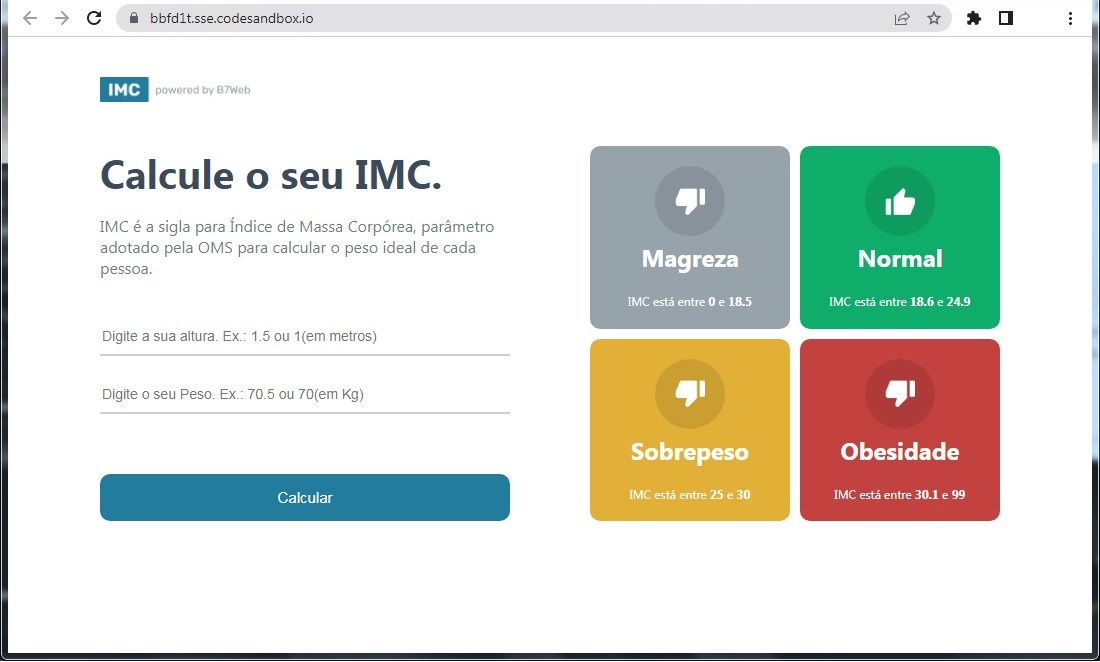 bbfd1t.sse.codesandbox.io
IMC powered by B7Web
Calcule o seu IMC.
IMC é a sigla para Índice de Massa Corpórea, parâmetro
adotado pela OMS para calcular o peso ideal de cada
pessoa.
Digite a sua altura. Ex.: 1.5 ou 1(em metros)
Digite o seu Peso. Ex.: 70.5 ou 70(em Kg)
Calcular
Magreza
IMC está entre 0 e 18.5
Normal
IMC está entre 18.6 e 24.9
Sobrepeso
IMC está entre 25 e 30
Obesidade
IMC está entre 30.1 e 99